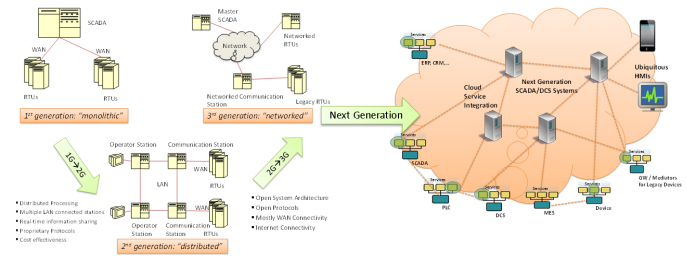 SCADA
WAN
WAN
RTUs
RTUs
1st generation: "monolithic"
Master
SCADA
Networked
RTUs
Network
Networked Communication
Station
Legacy RTUs
3rd generation: "networked"
1G→2G
Operator Station
Communication Station
WAN
LAN
WAN
Operator
Station
Communication
Station
RTUs
2nd generation: "distributed"
2G→3G
▪ Distributed Processing
▪ Multiple LAN connected stations
▪ Real-time information sharing
▪ Proprietary Protocols
▪ Cost effectiveness
▪ Open System Architecture
▪ Open Protocols
▪ Mostly WAN Connectivity
▪ Internet Connectivity
Next Generation
Services
ERP, CRM,...
Cloud
Service
Integration
Next Generation
SCADA/DCS Systems
Ubiquitous
HMIs
Services
SCADA
Services
PLC
Services
DCS
Services
MES
Services
Device
Services
GW / Mediators
for Legacy Devices